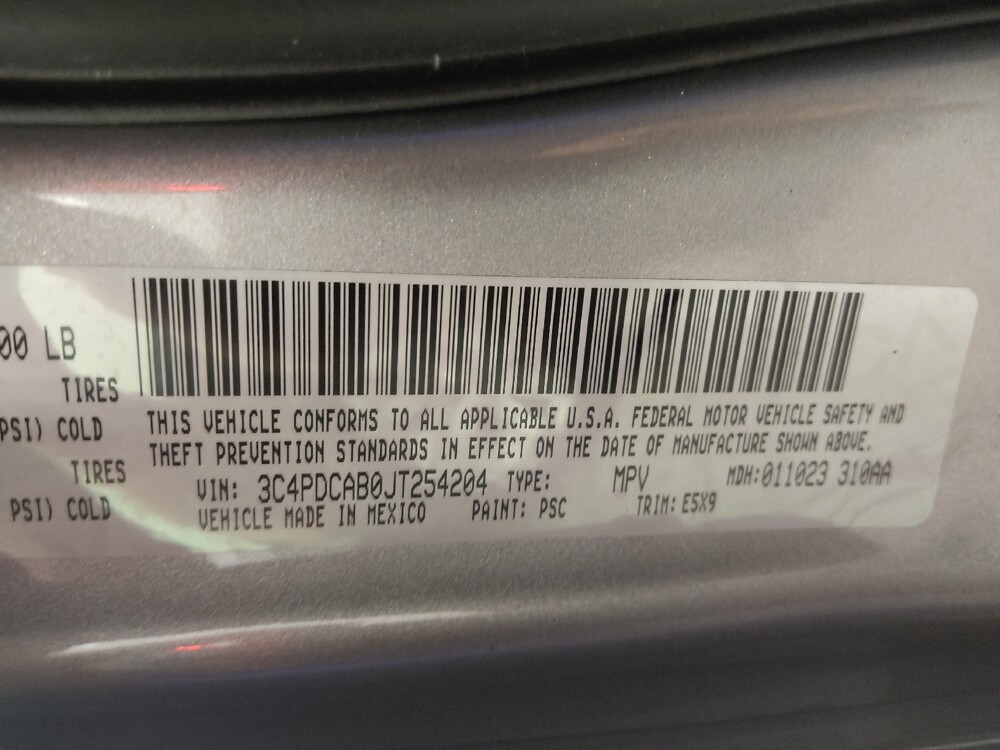 00 LB
TIRES
PSI) COLD
TIRES
PSI) COLD
THIS VEHICLE CONFORMS TO ALL APPLICABLE U.S.A. FEDERAL MOTOR VEHICLE SAFETY AND
THEFT PREVENTION STANDARDS IN EFFECT ON THE DATE OF MANUFACTURE SHOWN ABOVE.
VIN: 3C4PDCAB0JT254204 TYPE: MPV MDH:011023 310AA
VEHICLE MADE IN MEXICO PAINT: PSC TRIM: E5X9